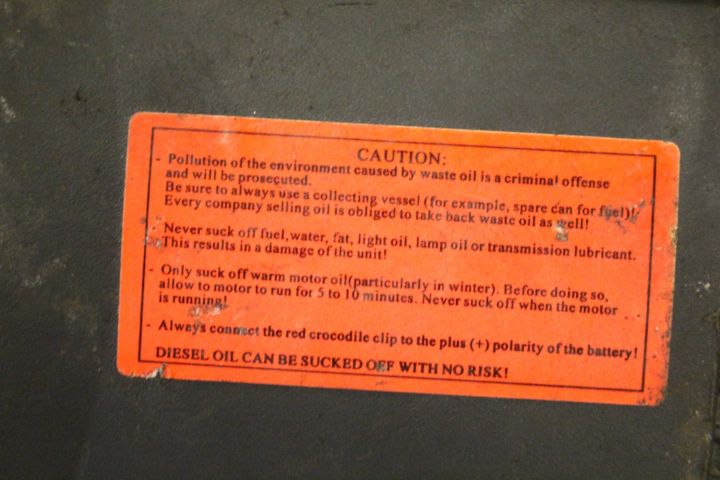 CAUTION:
- Pollution of the environment caused by waste oil is a criminal offense
and will be prosecuted.
Be sure to always use a collecting vessel (for example, spare can for fuel)!
Every company selling oil is obliged to take back waste oil as well!
- Never suck off fuel, water, fat, light oil, lamp oil or transmission lubricant.
This results in a damage of the unit!
- Only suck off warm motor oil(particularly in winter). Before doing so,
allow to motor to run for 5 to 10 minutes. Never suck off when the motor
is running!
- Always connect the red crocodile clip to the plus (+) polarity of the battery!
DIESEL OIL CAN BE SUCKED OFF WITH NO RISK!